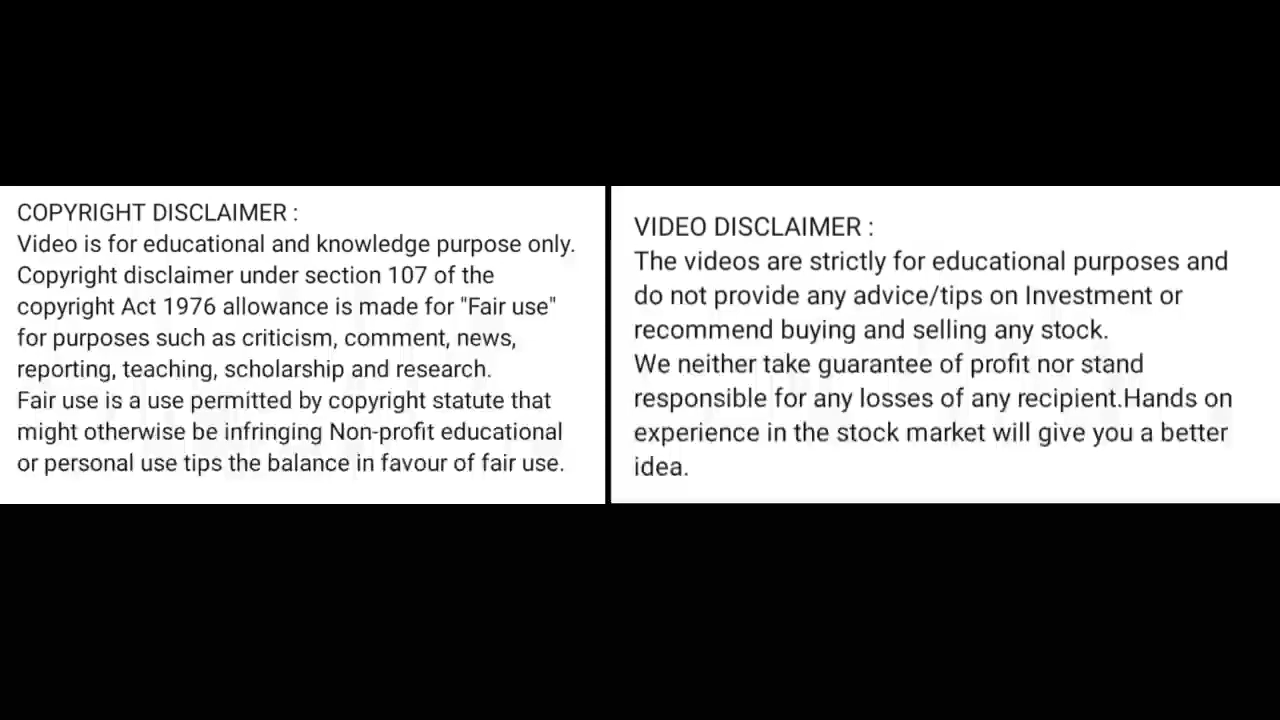 COPYRIGHT DISCLAIMER :
Video is for educational and knowledge purpose only.
Copyright disclaimer under section 107 of the
copyright Act 1976 allowance is made for "Fair use"
for purposes such as criticism, comment, news,
reporting, teaching, scholarship and research.
Fair use is a use permitted by copyright statute that
might otherwise be infringing Non-profit educational
or personal use tips the balance in favour of fair use.
VIDEO DISCLAIMER :
The videos are strictly for educational purposes and
do not provide any advice/tips on Investment or
recommend buying and selling any stock.
We neither take guarantee of profit nor stand
responsible for any losses of any recipient.Hands on
experience in the stock market will give you a better
idea.